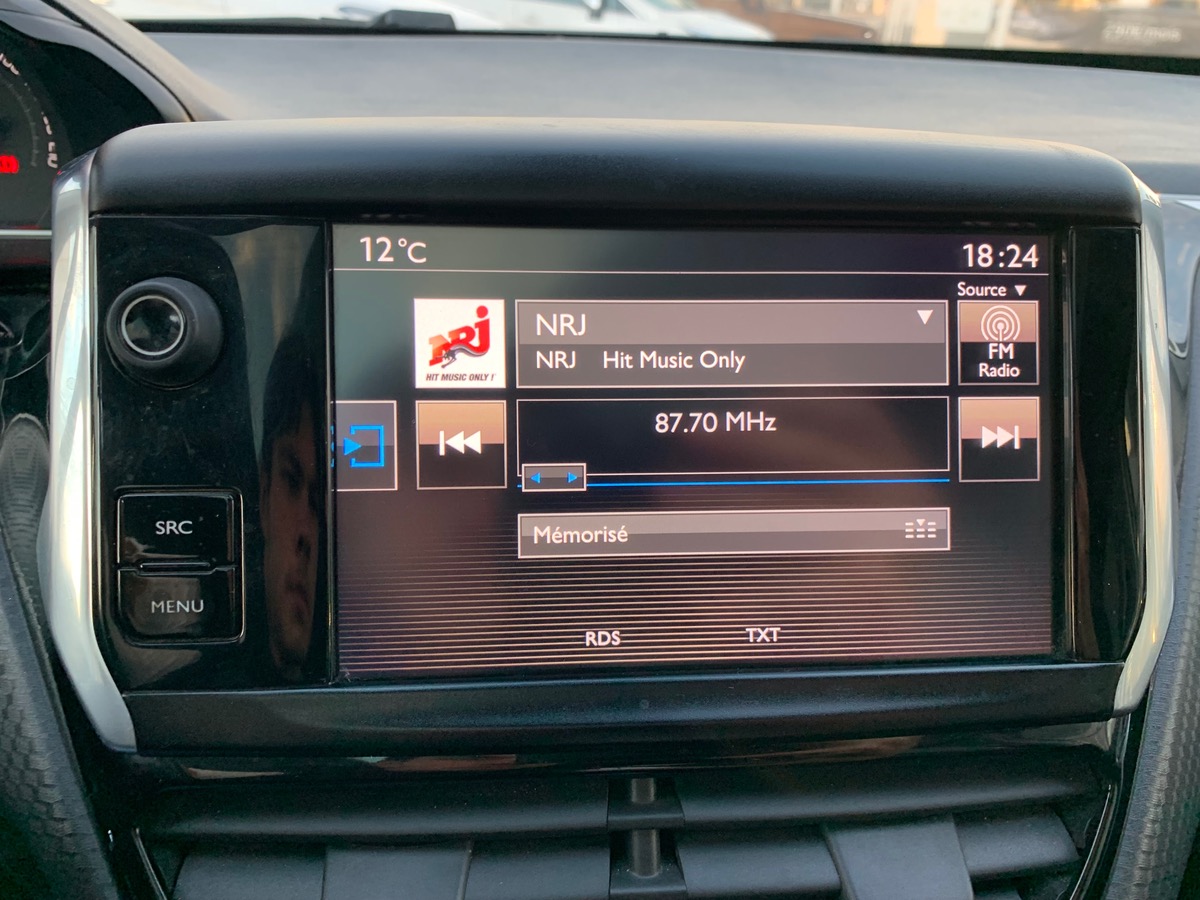 12°C
18:24
Source ▼
NRJ
HIT MUSIC ONLY !
NRJ
NRJ Hit Music Only
FM
Radio
87.70 MHz
SRC
Mémorisé
MENU
RDS TXT